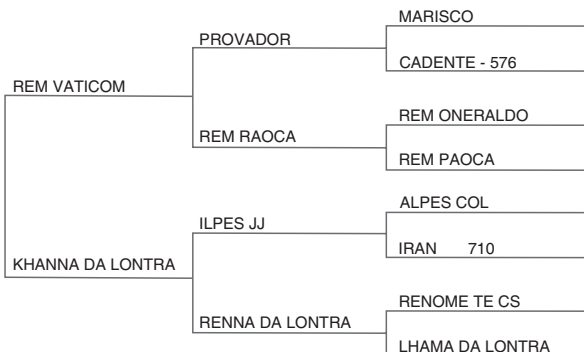 MARISCO
PROVADOR
CADENTE - 576
REM VATICOM
REM ONERALDO
REM RAOCA
REM PAOCA
ALPES COL
ILPES JJ
IRAN 710
KHANNA DA LONTRA
RENOME TE CS
RENNA DA LONTRA
LHAMA DA LONTRA